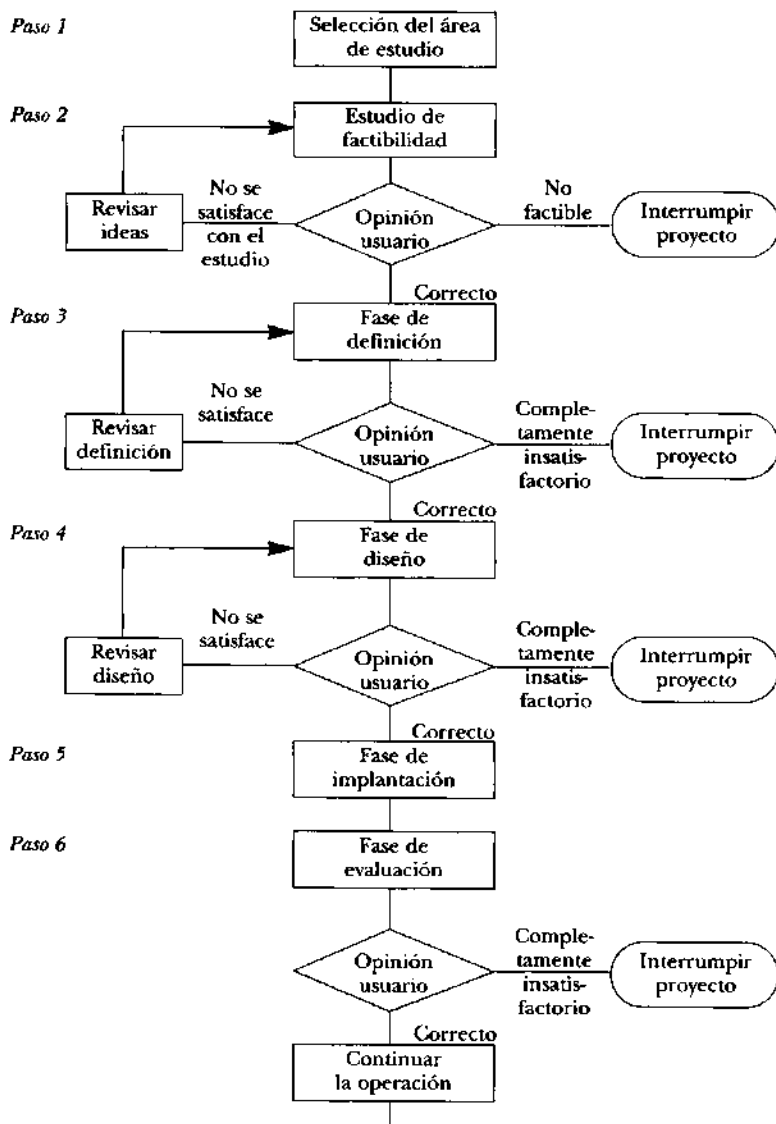 Paso 1
Selección del área
de estudio
Paso 2
Estudio de
factibilidad
Revisar
ideas
No se
satisface
con el
estudio
Opinión
usuario
No
factible
Interrumpir
proyecto
Correcto
Paso 3
Fase de
definición
Revisar
definición
No se
satisface
Opinión
usuario
Comple-
tamente
insatis-
factorio
Interrumpir
proyecto
Correcto
Paso 4
Fase de
diseño
Revisar
diseño
No se
satisface
Opinión
usuario
Comple-
tamente
insatis-
factorio
Interrumpir
proyecto
Correcto
Paso 5
Fase de
implantación
Paso 6
Fase de
evaluación
Opinión
usuario
Comple-
tamente
insatis-
factorio
Interrumpir
proyecto
Correcto
Continuar
la operación